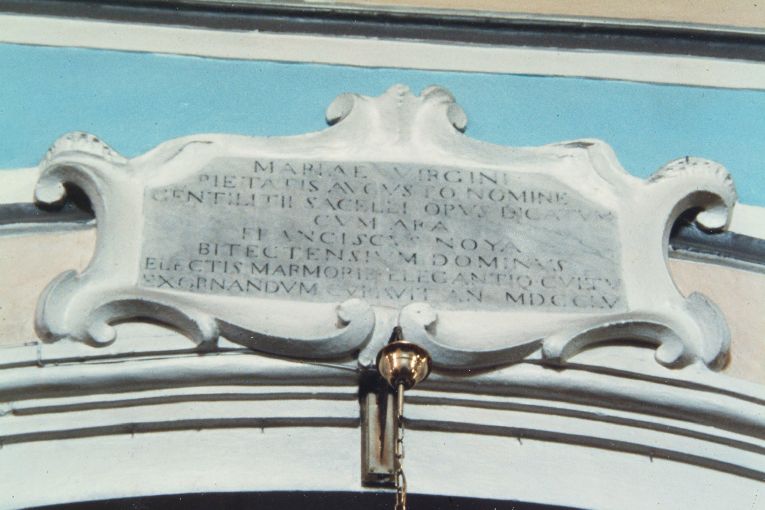 MARIAE VIRGINI
PIETATIS AVGVSTO NOMINE
GENTILITII SACELLI OPVS DICATVM
CVM ARA
FRANCISCVS NOYA
BITECTENSIVM DOMINVS
ELECTIS MARMORIB ELEGANTIQ CVLTV
EXORNANDVM CVRAVIT AN MDCCLV